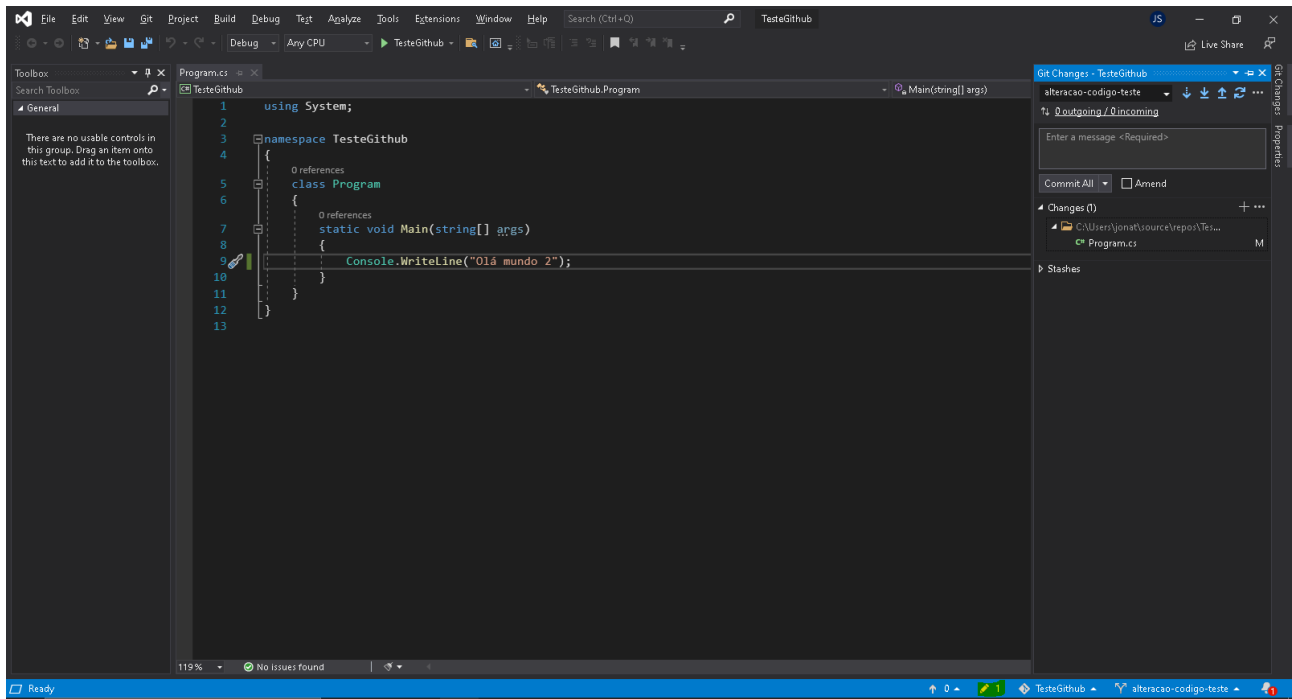 File Edit View Git Project Build Debug Test Analyze Tools Extensions Window Help Search (Ctrl+Q) TesteGithub JS
Debug Any CPU TesteGithub Live Share
Toolbox
Search Toolbox
General
There are no usable controls in
this group. Drag an item onto
this text to add it to the toolbox.
Program.cs
TesteGithub TesteGithub.Program Main(string[] args)
1 using System;
2
3 namespace TesteGithub
4 {
0 references
5 class Program
6 {
0 references
7 static void Main(string[] args)
8 {
9 Console.WriteLine("Olá mundo 2");
10 }
11 }
12 }
13
119 % No issues found
Git Changes - TesteGithub
alteracao-codigo-teste
0 outgoing / 0 incoming
Enter a message <Required>
Commit All Amend
Changes (1)
C:\Users\jonat\source\repos\Tes...
C# Program.cs M
Stashes
Git Changes
Properties
Ready 0 1 TesteGithub alteracao-codigo-teste 1